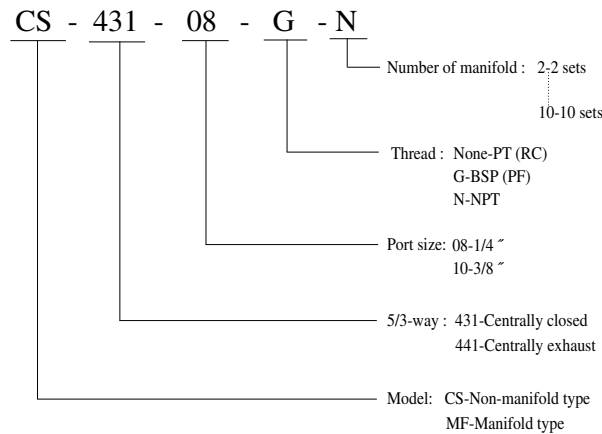 CS - 431 - 08 - G - N
Number of manifold : 2-2 sets
10-10 sets
Thread : None-PT (RC)
G-BSP (PF)
N-NPT
Port size: 08-1/4 ″
10-3/8 ″
5/3-way : 431-Centrally closed
441-Centrally exhaust
Model: CS-Non-manifold type
MF-Manifold type